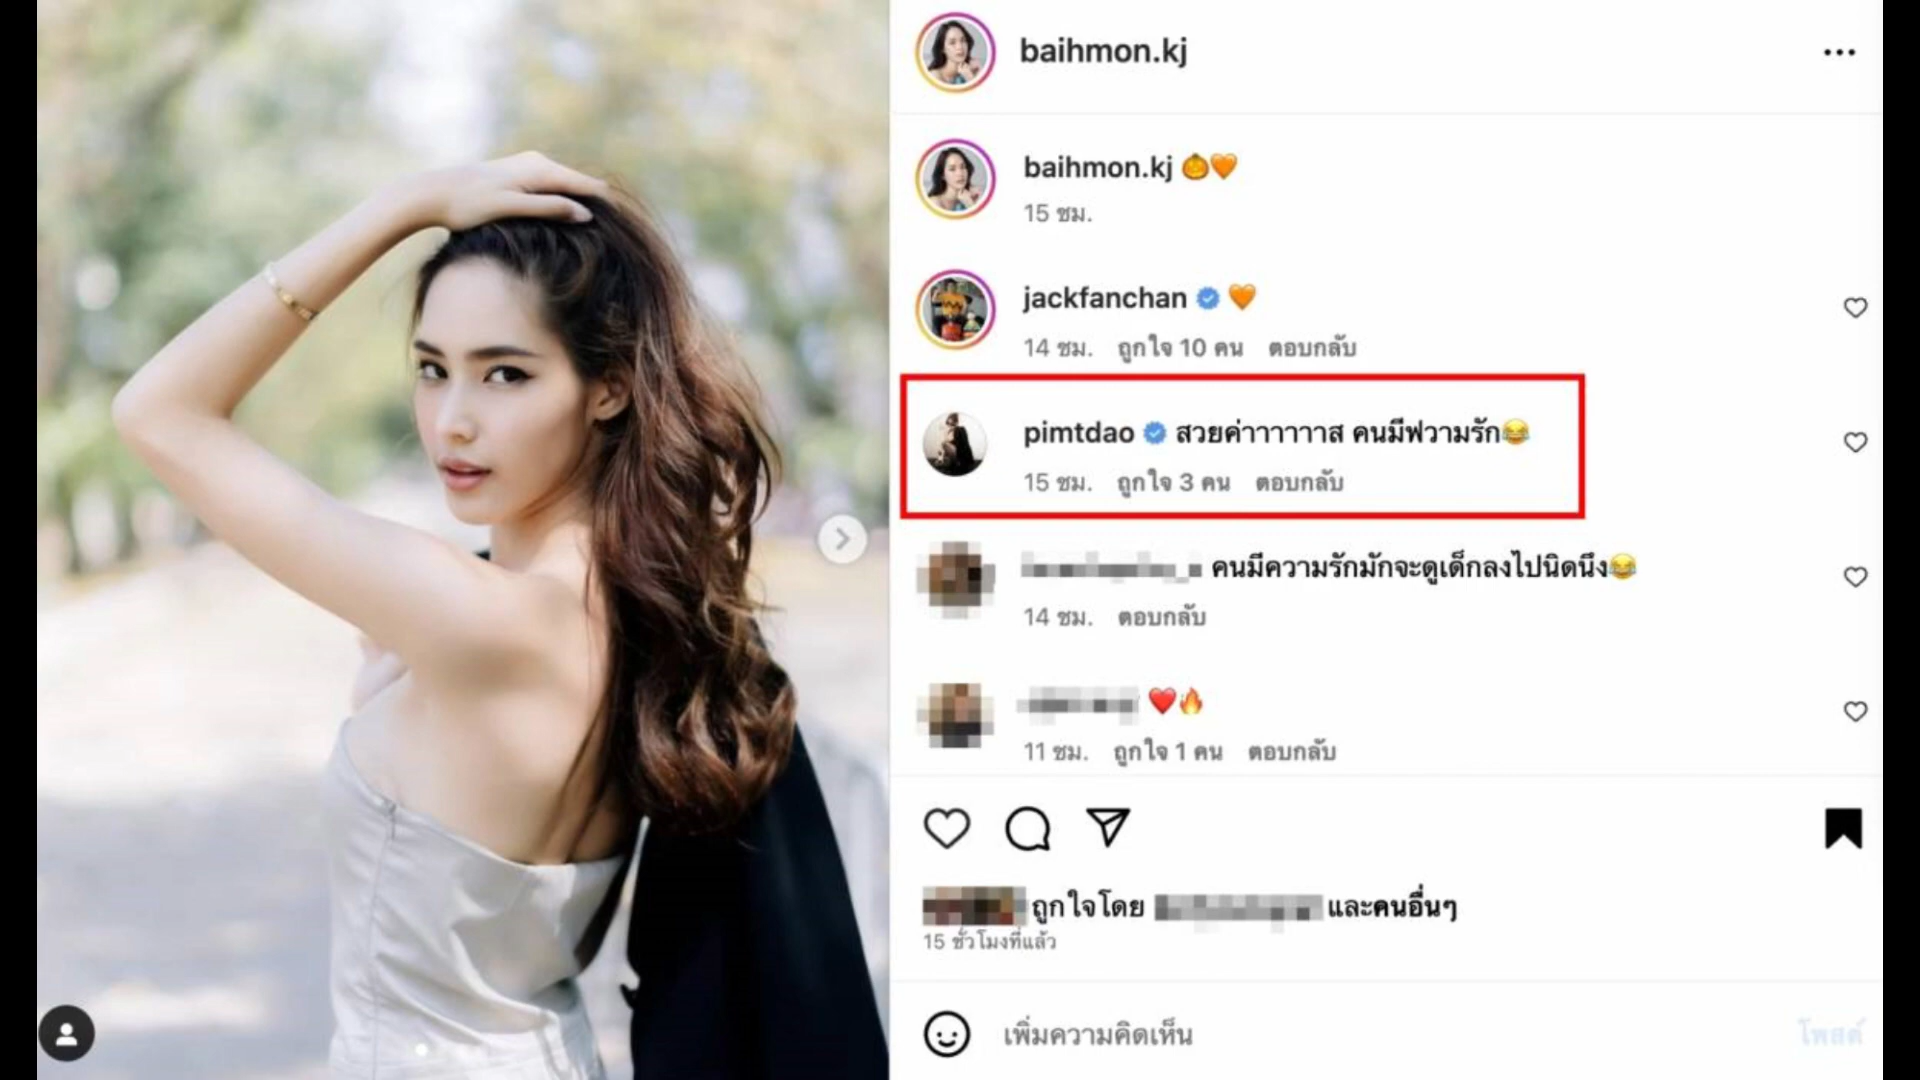 baihmon.kj
baihmon.kj 🎃🧡
15 ชม.
jackfanchan 🧡
14 ชม. ถูกใจ 10 คน ตอบกลับ
pimtdao สวยค่าาาาาาส คนมีฟวามรัก😂
15 ชม. ถูกใจ 3 คน ตอบกลับ
คนมีความรักมักจะดูเด็กลงไปนิดนึง😂
14 ชม. ตอบกลับ
❤️🔥
11 ชม. ถูกใจ 1 คน ตอบกลับ
ถูกใจโดย และคนอื่นๆ
15 ชั่วโมงที่แล้ว
เพิ่มความคิดเห็น
โพสต์